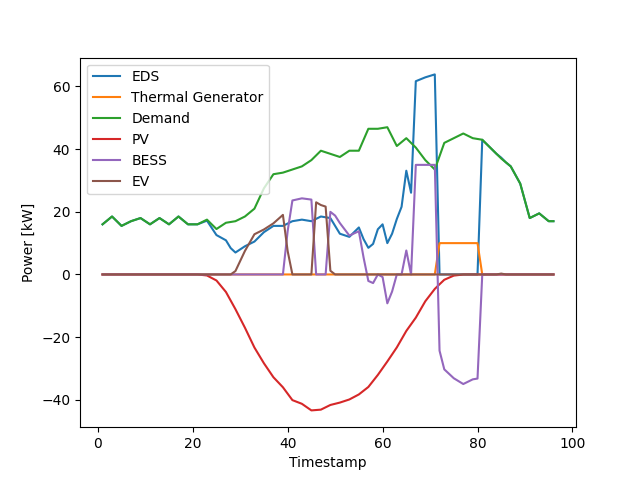 60
40
20
0
−20
−40
Power [kW]
EDS
Thermal Generator
Demand
PV
BESS
EV
0
20
40
60
80
100
Timestamp